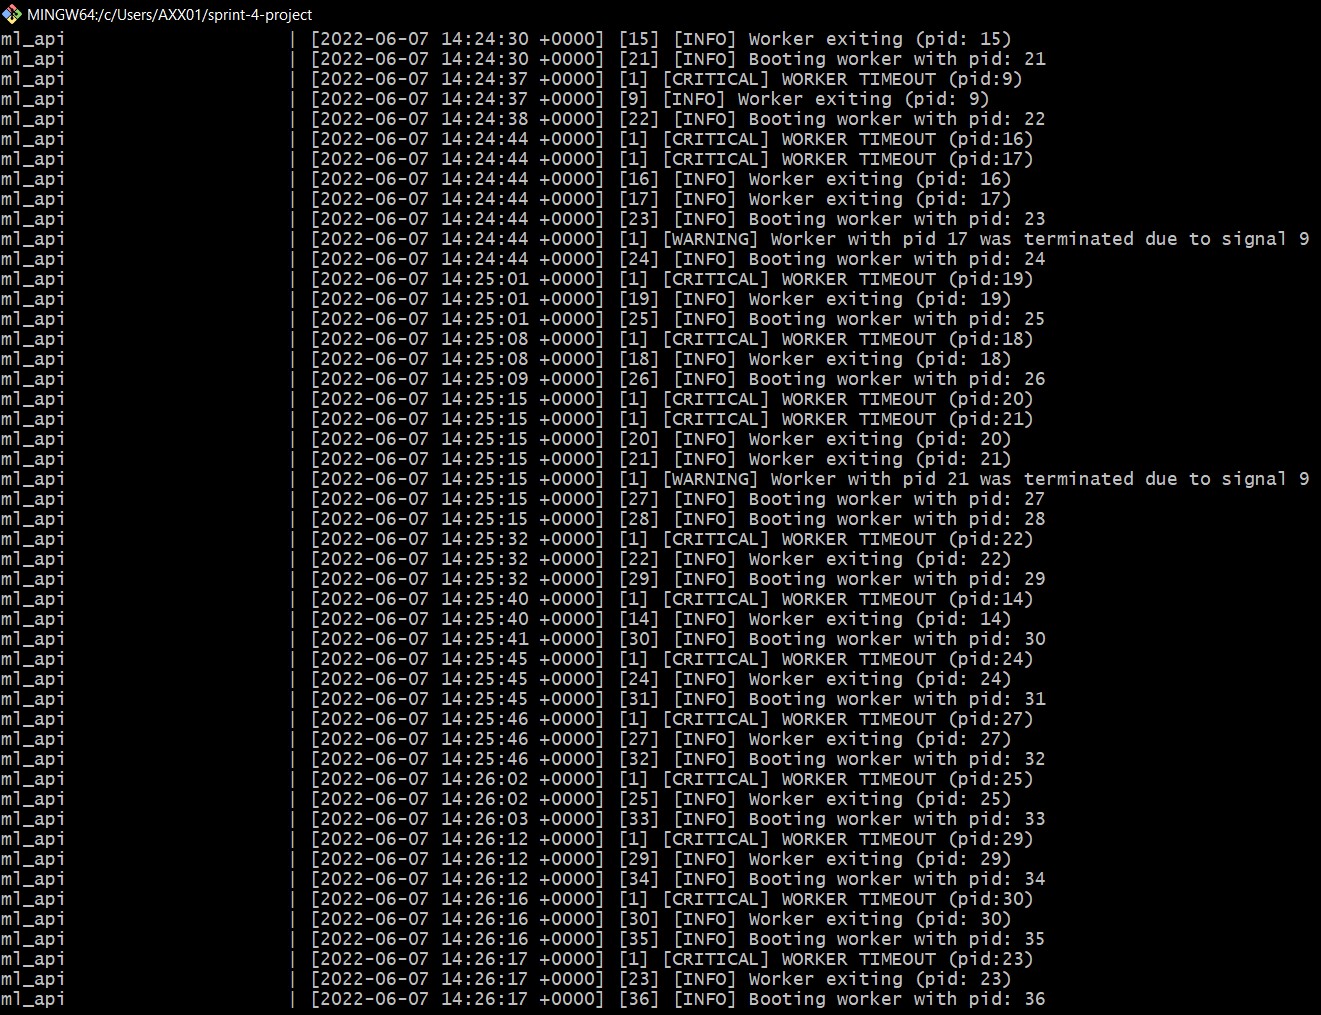 MINGW64:/c/Users/AXX01/sprint-4-project
ml_api | [2022-06-07 14:24:30 +0000] [15] [INFO] Worker exiting (pid: 15)
ml_api | [2022-06-07 14:24:30 +0000] [21] [INFO] Booting worker with pid: 21
ml_api | [2022-06-07 14:24:37 +0000] [1] [CRITICAL] WORKER TIMEOUT (pid:9)
ml_api | [2022-06-07 14:24:37 +0000] [9] [INFO] Worker exiting (pid: 9)
ml_api | [2022-06-07 14:24:38 +0000] [22] [INFO] Booting worker with pid: 22
ml_api | [2022-06-07 14:24:44 +0000] [1] [CRITICAL] WORKER TIMEOUT (pid:16)
ml_api | [2022-06-07 14:24:44 +0000] [1] [CRITICAL] WORKER TIMEOUT (pid:17)
ml_api | [2022-06-07 14:24:44 +0000] [16] [INFO] Worker exiting (pid: 16)
ml_api | [2022-06-07 14:24:44 +0000] [17] [INFO] Worker exiting (pid: 17)
ml_api | [2022-06-07 14:24:44 +0000] [23] [INFO] Booting worker with pid: 23
ml_api | [2022-06-07 14:24:44 +0000] [1] [WARNING] Worker with pid 17 was terminated due to signal 9
ml_api | [2022-06-07 14:24:44 +0000] [24] [INFO] Booting worker with pid: 24
ml_api | [2022-06-07 14:25:01 +0000] [1] [CRITICAL] WORKER TIMEOUT (pid:19)
ml_api | [2022-06-07 14:25:01 +0000] [19] [INFO] Worker exiting (pid: 19)
ml_api | [2022-06-07 14:25:01 +0000] [25] [INFO] Booting worker with pid: 25
ml_api | [2022-06-07 14:25:08 +0000] [1] [CRITICAL] WORKER TIMEOUT (pid:18)
ml_api | [2022-06-07 14:25:08 +0000] [18] [INFO] Worker exiting (pid: 18)
ml_api | [2022-06-07 14:25:09 +0000] [26] [INFO] Booting worker with pid: 26
ml_api | [2022-06-07 14:25:15 +0000] [1] [CRITICAL] WORKER TIMEOUT (pid:20)
ml_api | [2022-06-07 14:25:15 +0000] [1] [CRITICAL] WORKER TIMEOUT (pid:21)
ml_api | [2022-06-07 14:25:15 +0000] [20] [INFO] Worker exiting (pid: 20)
ml_api | [2022-06-07 14:25:15 +0000] [21] [INFO] Worker exiting (pid: 21)
ml_api | [2022-06-07 14:25:15 +0000] [1] [WARNING] Worker with pid 21 was terminated due to signal 9
ml_api | [2022-06-07 14:25:15 +0000] [27] [INFO] Booting worker with pid: 27
ml_api | [2022-06-07 14:25:15 +0000] [28] [INFO] Booting worker with pid: 28
ml_api | [2022-06-07 14:25:32 +0000] [1] [CRITICAL] WORKER TIMEOUT (pid:22)
ml_api | [2022-06-07 14:25:32 +0000] [22] [INFO] Worker exiting (pid: 22)
ml_api | [2022-06-07 14:25:32 +0000] [29] [INFO] Booting worker with pid: 29
ml_api | [2022-06-07 14:25:40 +0000] [1] [CRITICAL] WORKER TIMEOUT (pid:14)
ml_api | [2022-06-07 14:25:40 +0000] [14] [INFO] Worker exiting (pid: 14)
ml_api | [2022-06-07 14:25:41 +0000] [30] [INFO] Booting worker with pid: 30
ml_api | [2022-06-07 14:25:45 +0000] [1] [CRITICAL] WORKER TIMEOUT (pid:24)
ml_api | [2022-06-07 14:25:45 +0000] [24] [INFO] Worker exiting (pid: 24)
ml_api | [2022-06-07 14:25:45 +0000] [31] [INFO] Booting worker with pid: 31
ml_api | [2022-06-07 14:25:46 +0000] [1] [CRITICAL] WORKER TIMEOUT (pid:27)
ml_api | [2022-06-07 14:25:46 +0000] [27] [INFO] Worker exiting (pid: 27)
ml_api | [2022-06-07 14:25:46 +0000] [32] [INFO] Booting worker with pid: 32
ml_api | [2022-06-07 14:26:02 +0000] [1] [CRITICAL] WORKER TIMEOUT (pid:25)
ml_api | [2022-06-07 14:26:02 +0000] [25] [INFO] Worker exiting (pid: 25)
ml_api | [2022-06-07 14:26:03 +0000] [33] [INFO] Booting worker with pid: 33
ml_api | [2022-06-07 14:26:12 +0000] [1] [CRITICAL] WORKER TIMEOUT (pid:29)
ml_api | [2022-06-07 14:26:12 +0000] [29] [INFO] Worker exiting (pid: 29)
ml_api | [2022-06-07 14:26:12 +0000] [34] [INFO] Booting worker with pid: 34
ml_api | [2022-06-07 14:26:16 +0000] [1] [CRITICAL] WORKER TIMEOUT (pid:30)
ml_api | [2022-06-07 14:26:16 +0000] [30] [INFO] Worker exiting (pid: 30)
ml_api | [2022-06-07 14:26:16 +0000] [35] [INFO] Booting worker with pid: 35
ml_api | [2022-06-07 14:26:17 +0000] [1] [CRITICAL] WORKER TIMEOUT (pid:23)
ml_api | [2022-06-07 14:26:17 +0000] [23] [INFO] Worker exiting (pid: 23)
ml_api | [2022-06-07 14:26:17 +0000] [36] [INFO] Booting worker with pid: 36